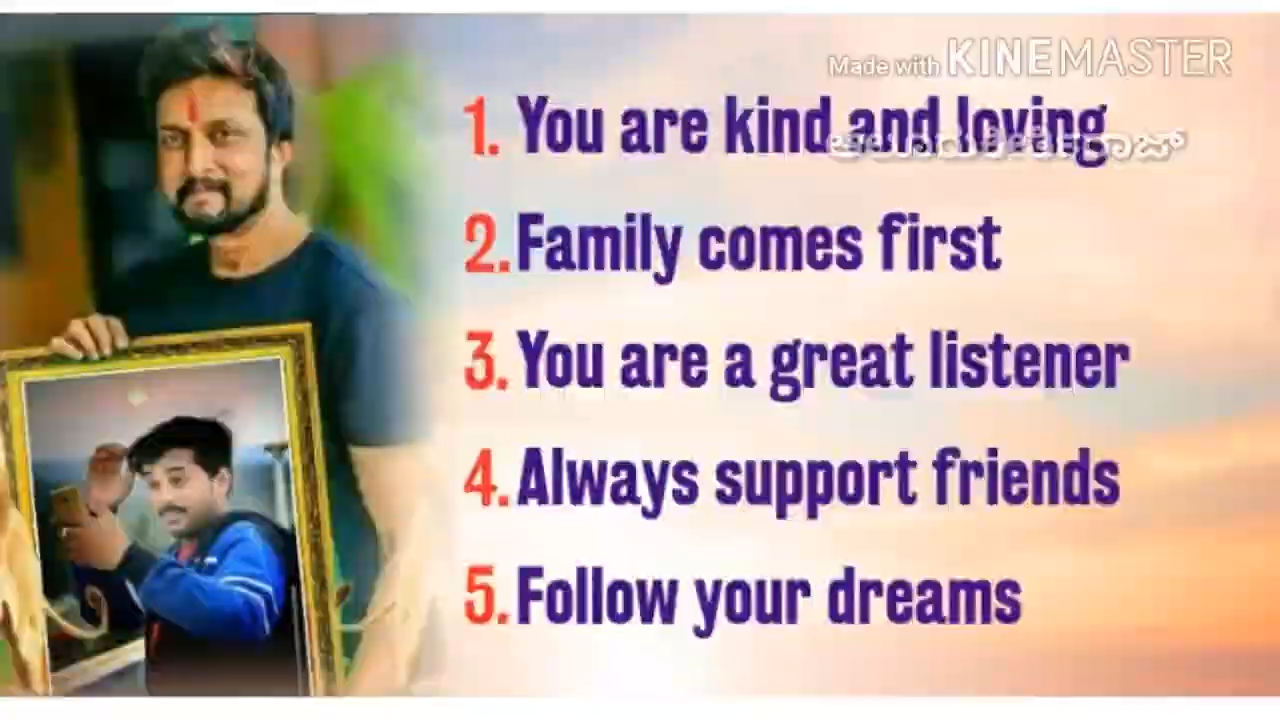 Made with KINEMASTER
1. You are kind and loving
2. Family comes first
3. You are a great listener
4. Always support friends
5. Follow your dreams